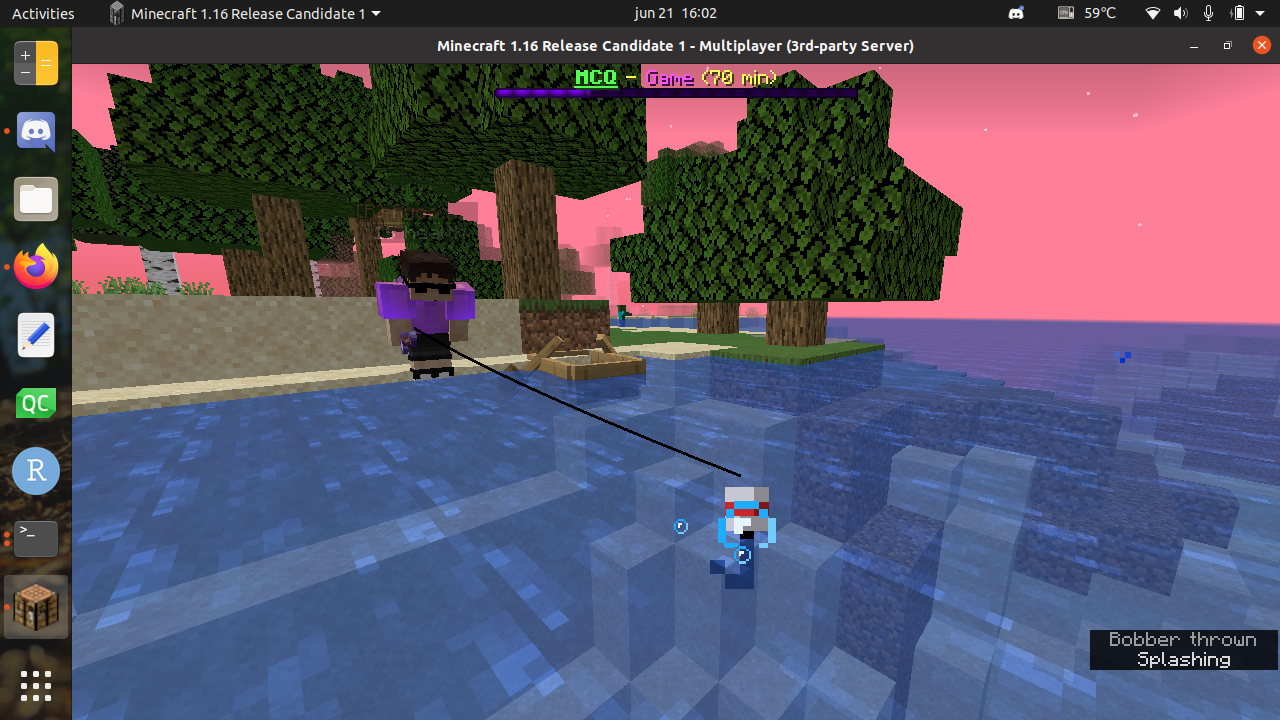 Activities
Minecraft 1.16 Release Candidate 1
jun 21 16:02
59℃
Minecraft 1.16 Release Candidate 1 - Multiplayer (3rd-party Server)
MCQ - Game (70 min)
QC
R
>_
Bobber thrown
Splashing